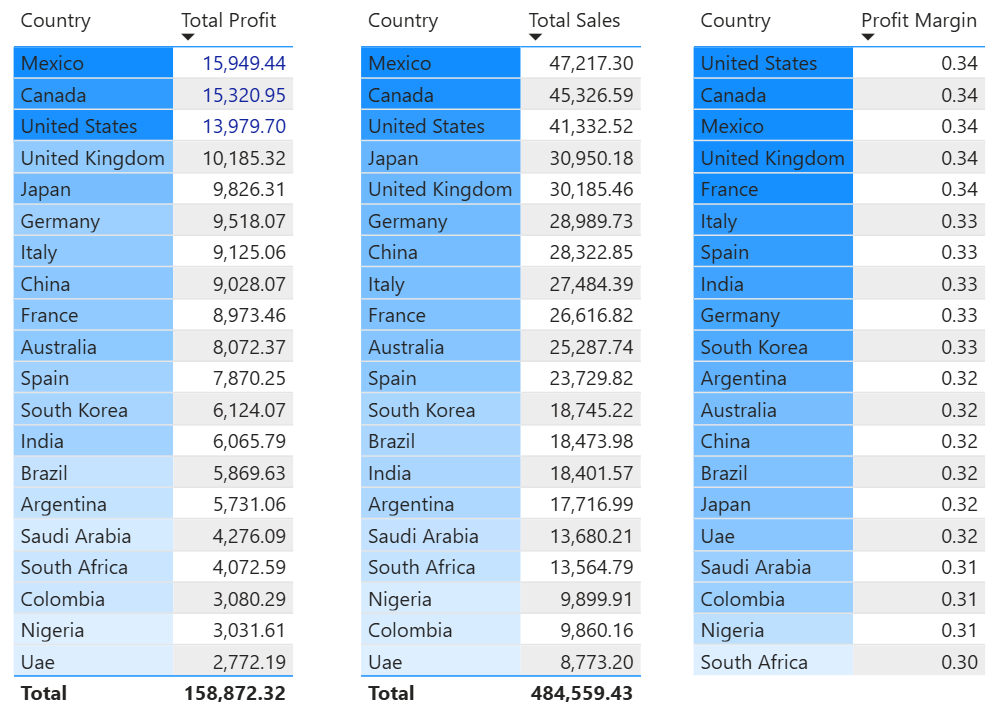 Country Total Profit Country Total Sales Country Profit Margin
Mexico 15,949.44 Mexico 47,217.30 United States 0.34
Canada 15,320.95 Canada 45,326.59 Canada 0.34
United States 13,979.70 United States 41,332.52 Mexico 0.34
United Kingdom 10,185.32 Japan 30,950.18 United Kingdom 0.34
Japan 9,826.31 United Kingdom 30,185.46 France 0.34
Germany 9,518.07 Germany 28,989.73 Italy 0.33
Italy 9,125.06 China 28,322.85 Spain 0.33
China 9,028.07 Italy 27,484.39 India 0.33
France 8,973.46 France 26,616.82 Germany 0.33
Australia 8,072.37 Australia 25,287.74 South Korea 0.33
Spain 7,870.25 Spain 23,729.82 Argentina 0.32
South Korea 6,124.07 South Korea 18,745.22 Australia 0.32
India 6,065.79 Brazil 18,473.98 China 0.32
Brazil 5,869.63 India 18,401.57 Brazil 0.32
Argentina 5,731.06 Argentina 17,716.99 Japan 0.32
Saudi Arabia 4,276.09 Saudi Arabia 13,680.21 Uae 0.32
South Africa 4,072.59 South Africa 13,564.79 Saudi Arabia 0.31
Colombia 3,080.29 Nigeria 9,899.91 Colombia 0.31
Nigeria 3,031.61 Colombia 9,860.16 Nigeria 0.31
Uae 2,772.19 Uae 8,773.20 South Africa 0.30
Total 158,872.32 Total 484,559.43